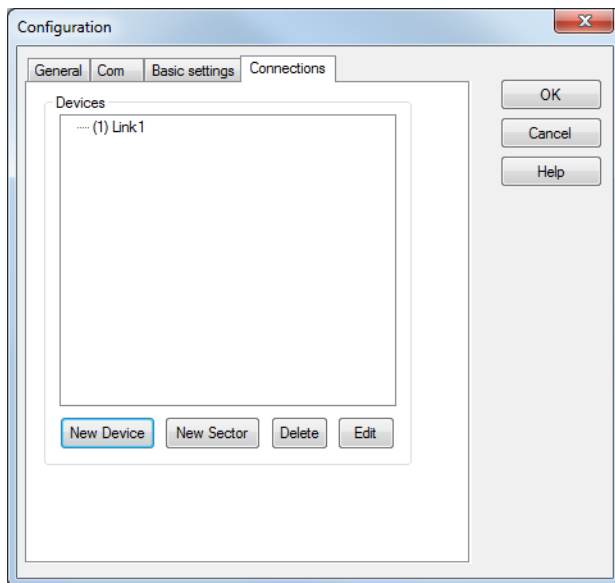 Configuration
General Com Basic settings Connections
Devices
(1) Link1
New Device New Sector Delete Edit
OK
Cancel
Help